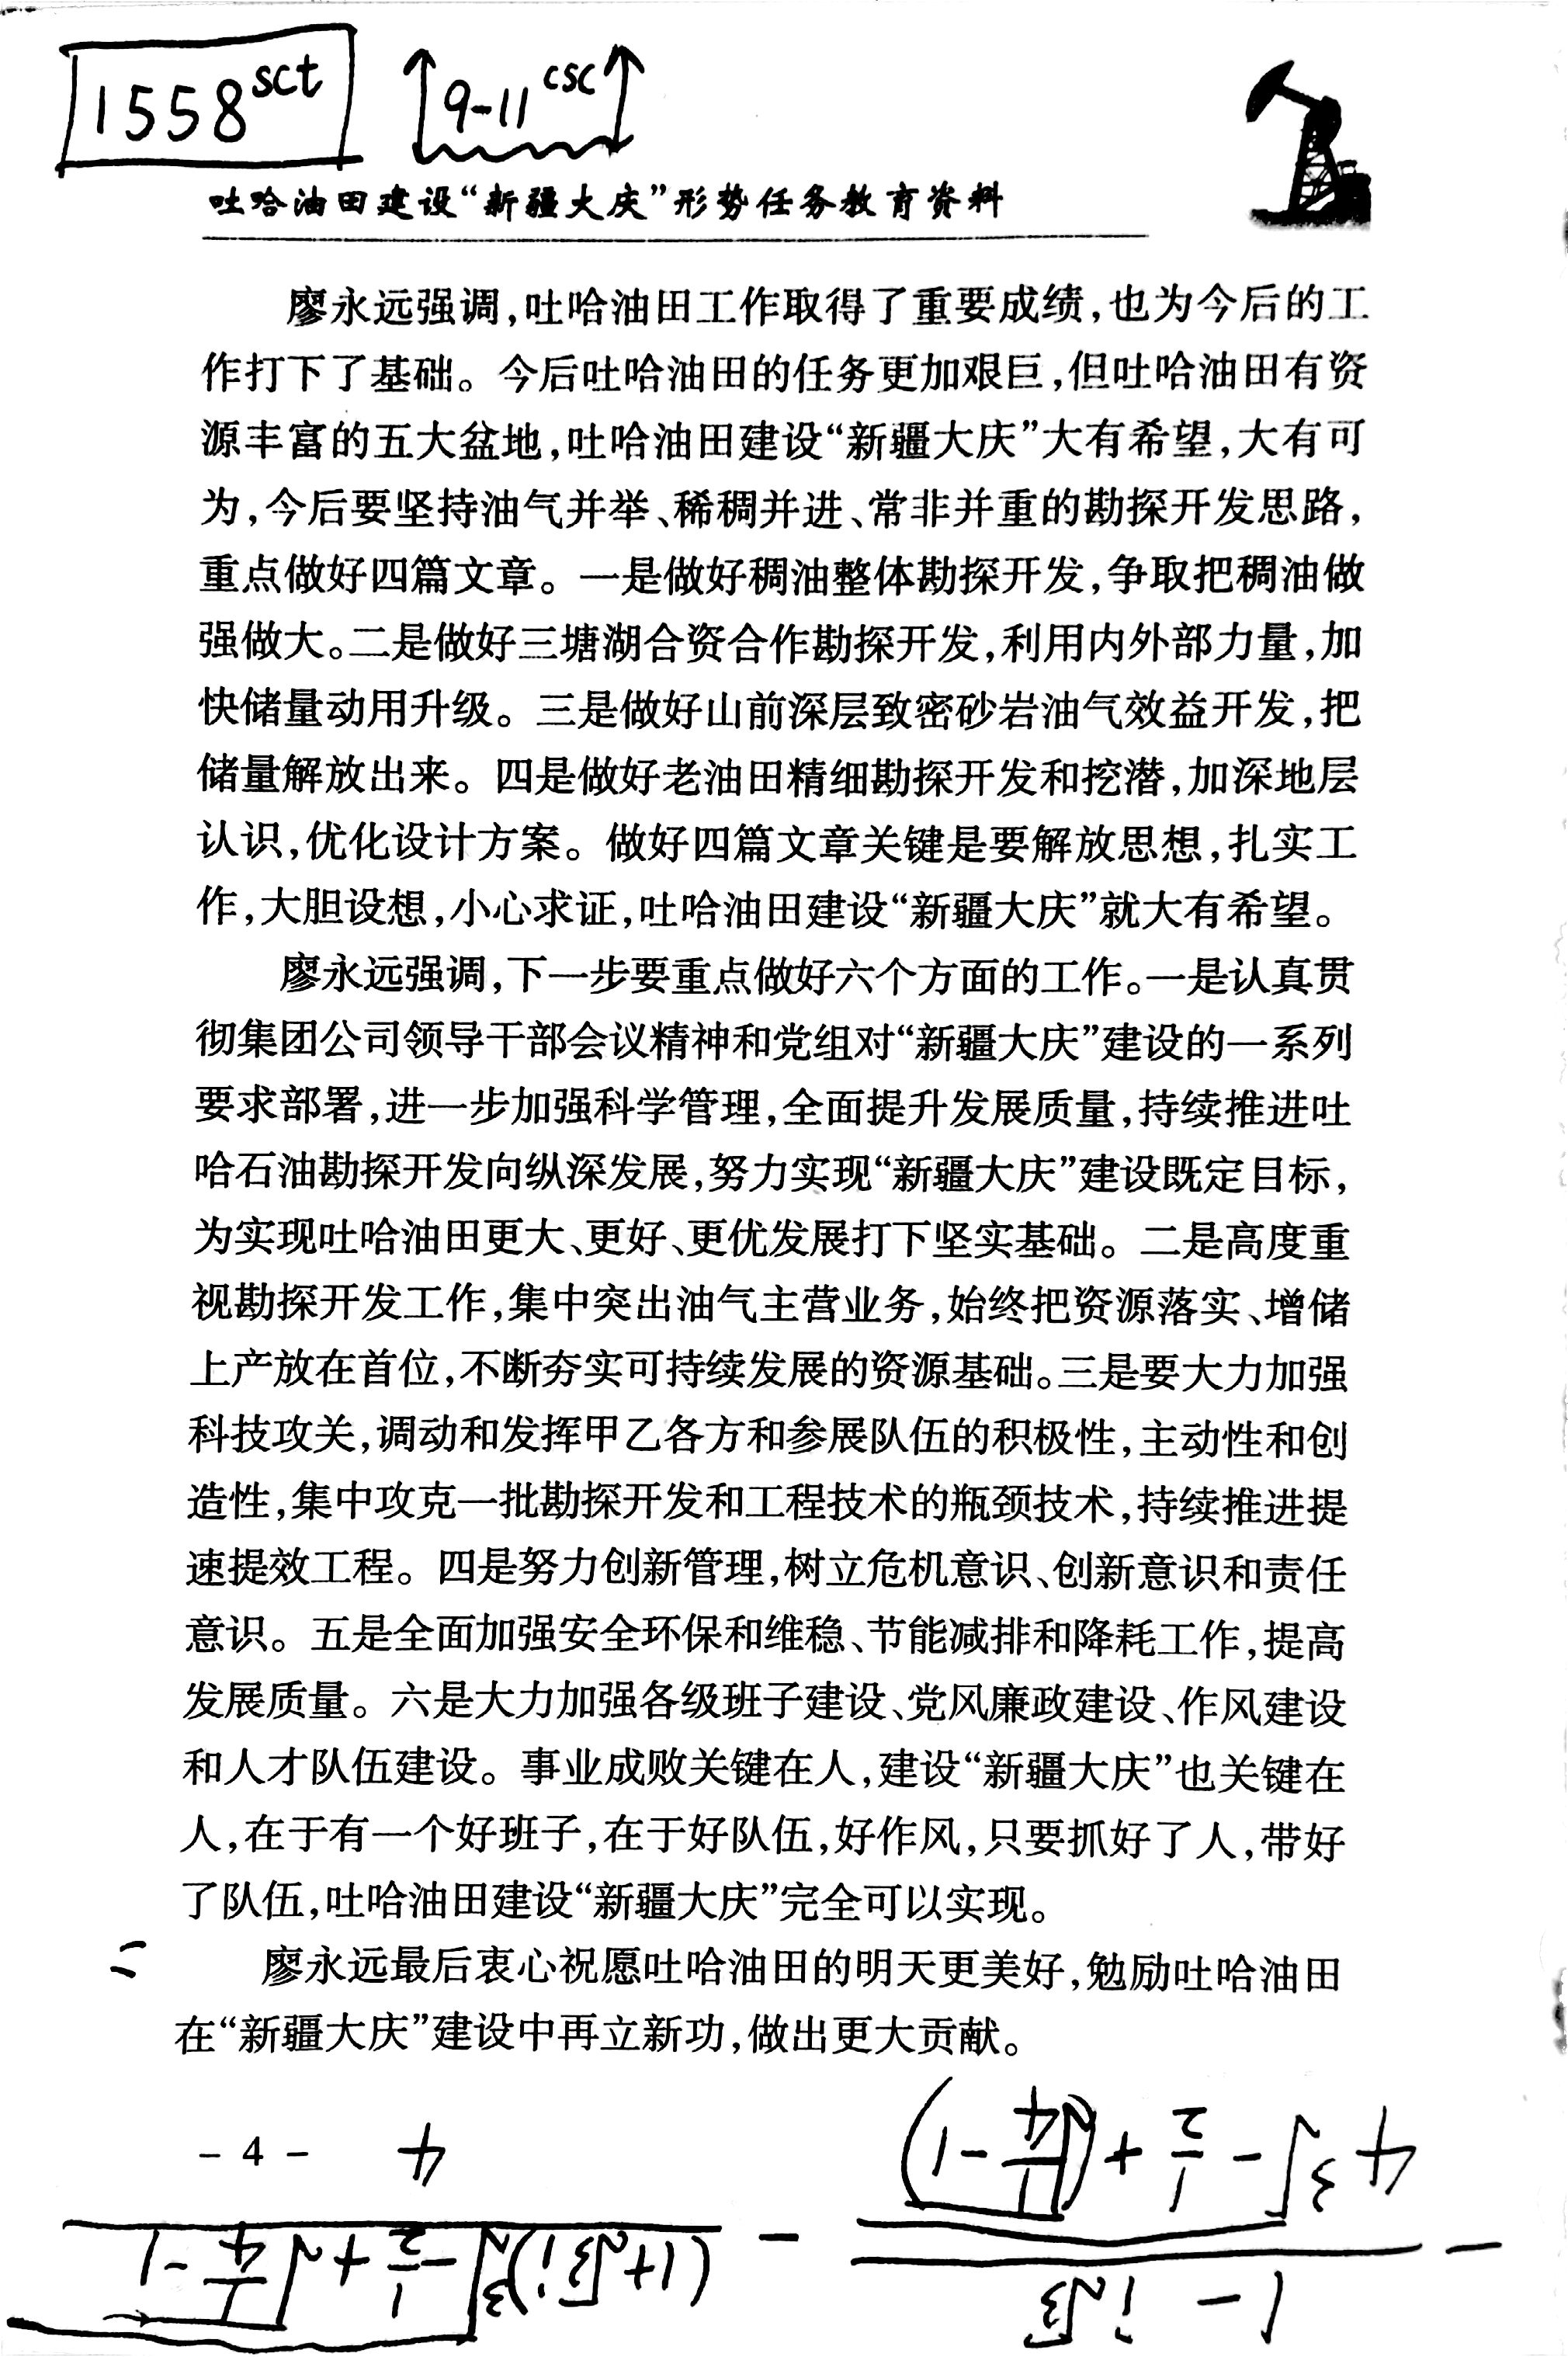 1558sct
9-11csc
吐哈油田建设“新疆大庆”形势任务教育资料
廖永远强调,吐哈油田工作取得了重要成绩,也为今后的工
作打下了基础。今后吐哈油田的任务更加艰巨,但吐哈油田有资
源丰富的五大盆地,吐哈油田建设“新疆大庆”大有希望,大有可
为,今后要坚持油气并举、稀稠并进、常非并重的勘探开发思路,
重点做好四篇文章。一是做好稠油整体勘探开发,争取把稠油做
强做大。二是做好三塘湖合资合作勘探开发,利用内外部力量,加
快储量动用升级。三是做好山前深层致密砂岩油气效益开发,把
储量解放出来。四是做好老油田精细勘探开发和挖潜,加深地层
认识,优化设计方案。做好四篇文章关键是要解放思想,扎实工
作,大胆设想,小心求证,吐哈油田建设“新疆大庆”就大有希望。
廖永远强调,下一步要重点做好六个方面的工作。一是认真贯
彻集团公司领导干部会议精神和党组对“新疆大庆”建设的一系列
要求部署,进一步加强科学管理,全面提升发展质量,持续推进吐
哈石油勘探开发向纵深发展,努力实现“新疆大庆”建设既定目标,
为实现吐哈油田更大、更好、更优发展打下坚实基础。二是高度重
视勘探开发工作,集中突出油气主营业务,始终把资源落实、增储
上产放在首位,不断夯实可持续发展的资源基础。三是要大力加强
科技攻关,调动和发挥甲乙各方和参展队伍的积极性,主动性和创
造性,集中攻克一批勘探开发和工程技术的瓶颈技术,持续推进提
速提效工程。四是努力创新管理,树立危机意识、创新意识和责任
意识。五是全面加强安全环保和维稳、节能减排和降耗工作,提高
发展质量。六是大力加强各级班子建设、党风廉政建设、作风建设
和人才队伍建设。事业成败关键在人,建设“新疆大庆”也关键在
人,在于有一个好班子,在于好队伍,好作风,只要抓好了人,带好
了队伍,吐哈油田建设“新疆大庆”完全可以实现。
廖永远最后衷心祝愿吐哈油田的明天更美好,勉励吐哈油田
在“新疆大庆”建设中再立新功,做出更大贡献。
- 4 -